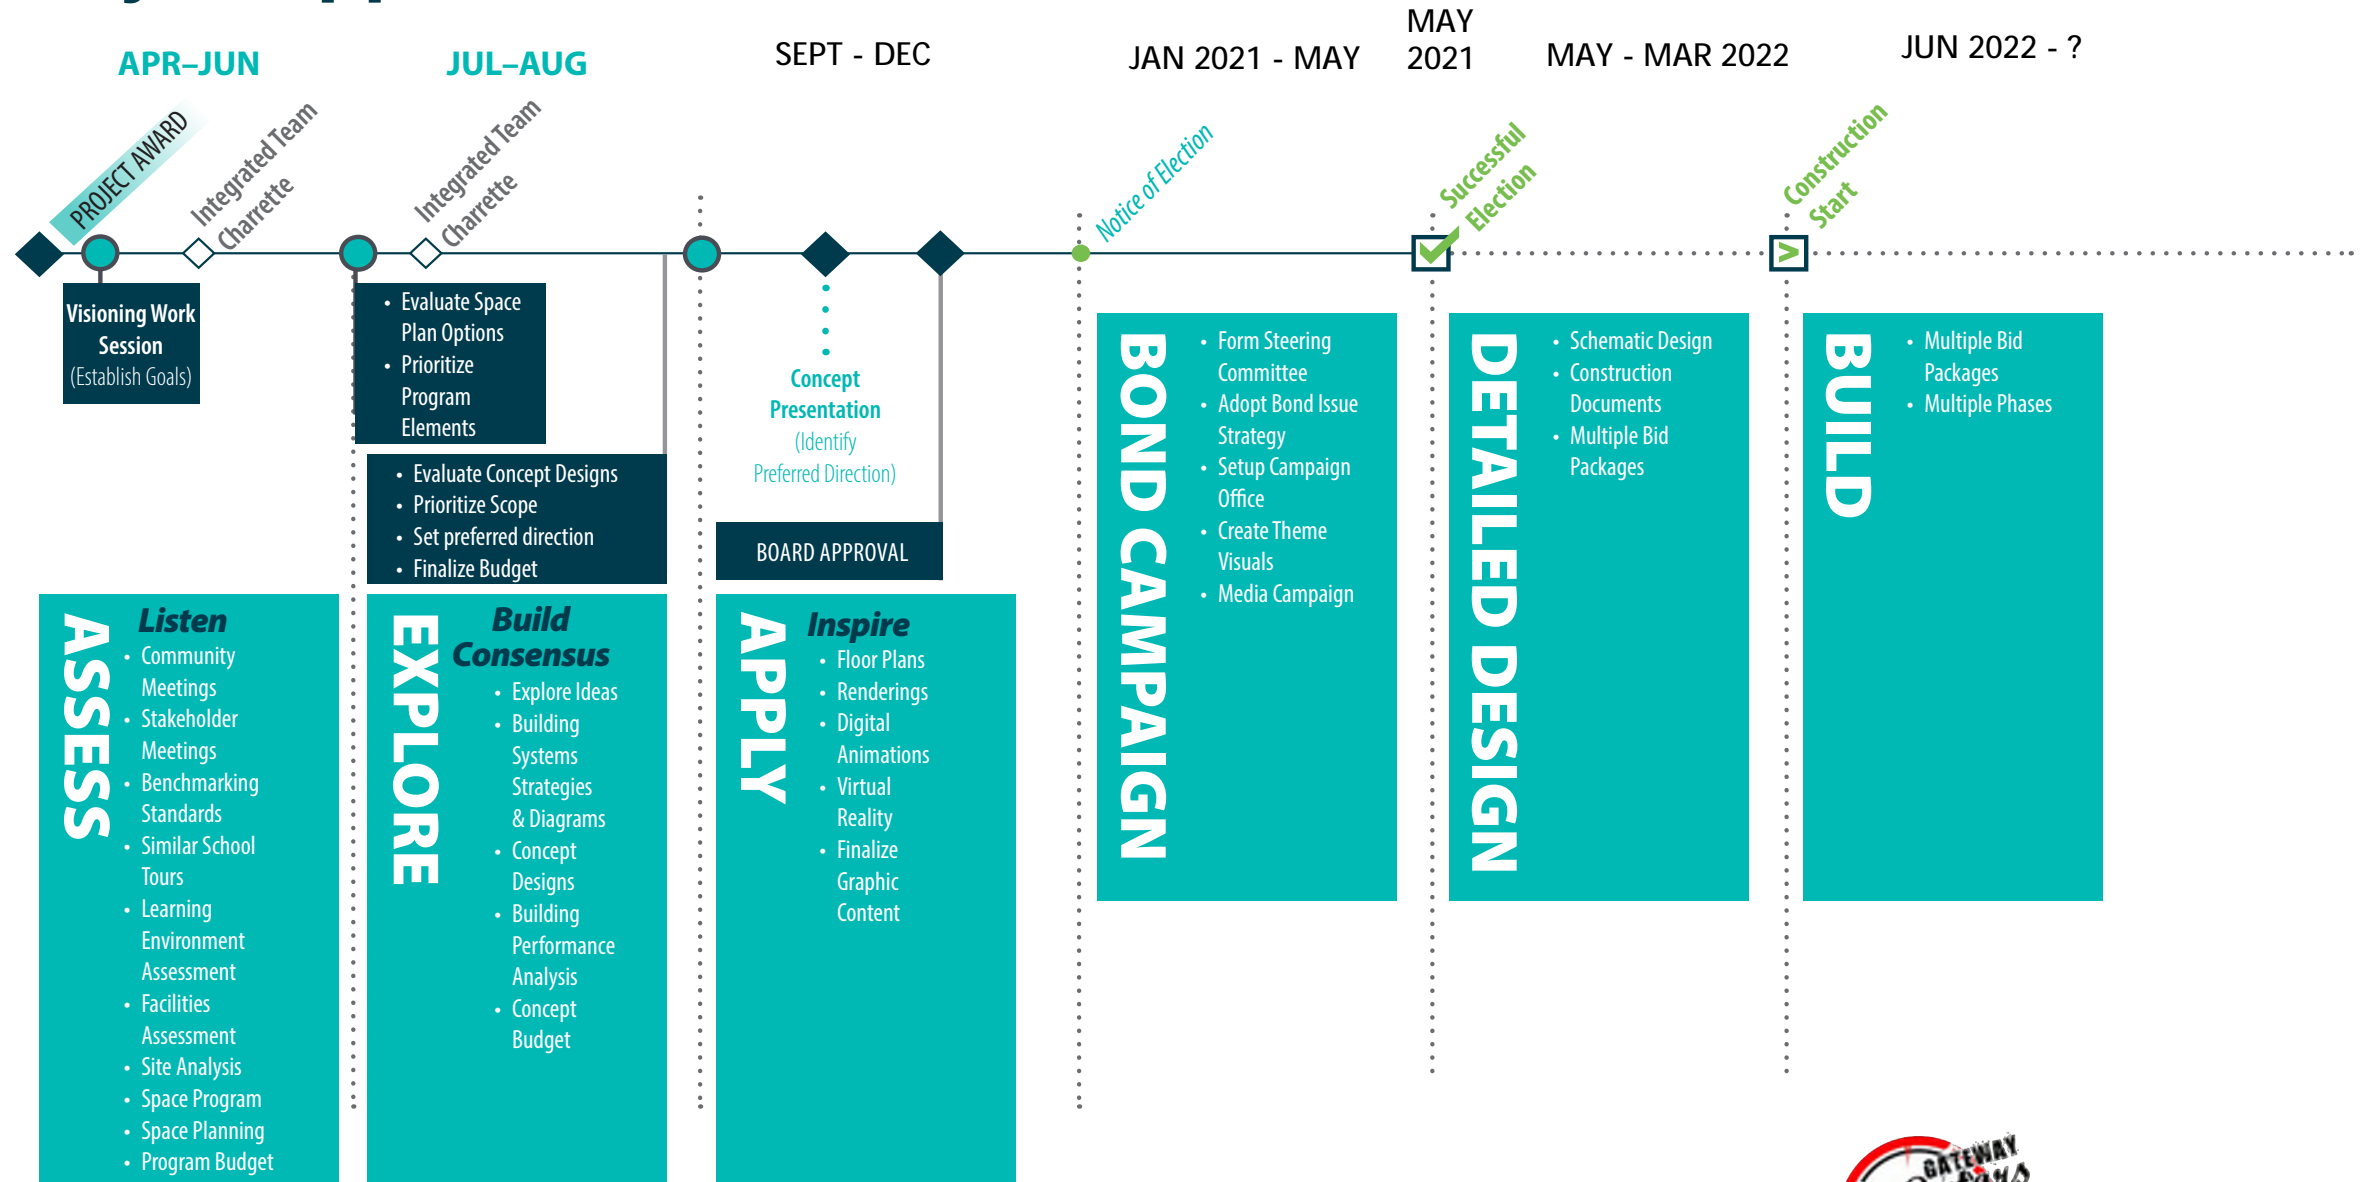 APR–JUN
JUL–AUG
SEPT - DEC
JAN 2021 - MAY
MAY
2021
MAY - MAR 2022
JUN 2022 - ?
PROJECT AWARD
Integrated Team
Charrette
Integrated Team
Charrette
Notice of Election
Successful
Election
Construction
Start
Visioning Work
Session
(Establish Goals)
• Evaluate Space
Plan Options
• Prioritize
Program
Elements
• Evaluate Concept Designs
• Prioritize Scope
• Set preferred direction
• Finalize Budget
Concept
Presentation
(Identify
Preferred Direction)
BOARD APPROVAL
ASSESS
Listen
• Community
Meetings
• Stakeholder
Meetings
• Benchmarking
Standards
• Similar School
Tours
• Learning
Environment
Assessment
• Facilities
Assessment
• Site Analysis
• Space Program
• Space Planning
• Program Budget
EXPLORE
Build
Consensus
• Explore Ideas
• Building
Systems
Strategies
& Diagrams
• Concept
Designs
• Building
Performance
Analysis
• Concept
Budget
APPLY
Inspire
• Floor Plans
• Renderings
• Digital
Animations
• Virtual
Reality
• Finalize
Graphic
Content
BOND CAMPAIGN
• Form Steering
Committee
• Adopt Bond Issue
Strategy
• Setup Campaign
Office
• Create Theme
Visuals
• Media Campaign
DETAILED DESIGN
• Schematic Design
• Construction
Documents
• Multiple Bid
Packages
BUILD
• Multiple Bid
Packages
• Multiple Phases
GATEWAY